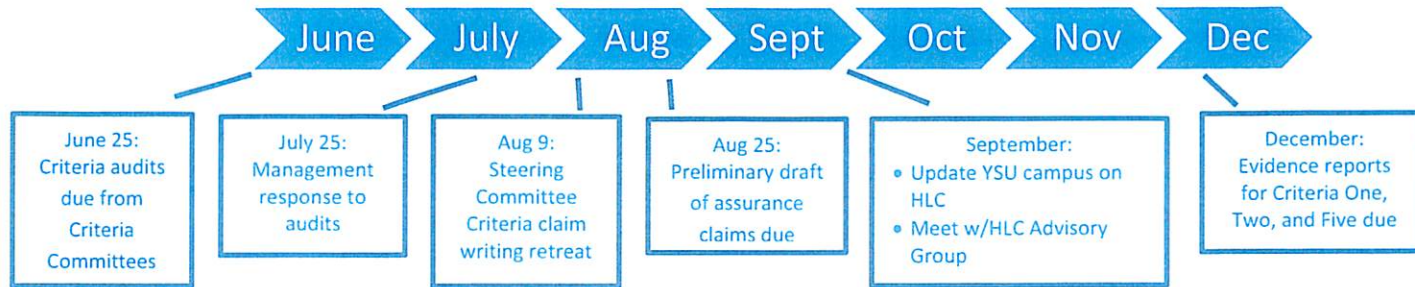 June
July
Aug
Sept
Oct
Nov
Dec
June 25:
Criteria audits
due from
Criteria
Committees
July 25:
Management
response to
audits
Aug 9:
Steering
Committee
Criteria claim
writing retreat
Aug 25:
Preliminary draft
of assurance
claims due
September:
• Update YSU campus on
HLC
• Meet w/HLC Advisory
Group
December:
Evidence reports
for Criteria One,
Two, and Five due